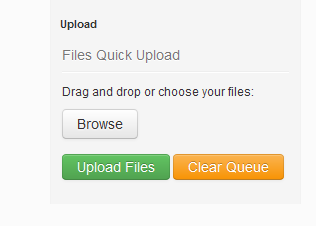 Upload
Files Quick Upload
Drag and drop or choose your files:
Browse
Upload Files Clear Queue